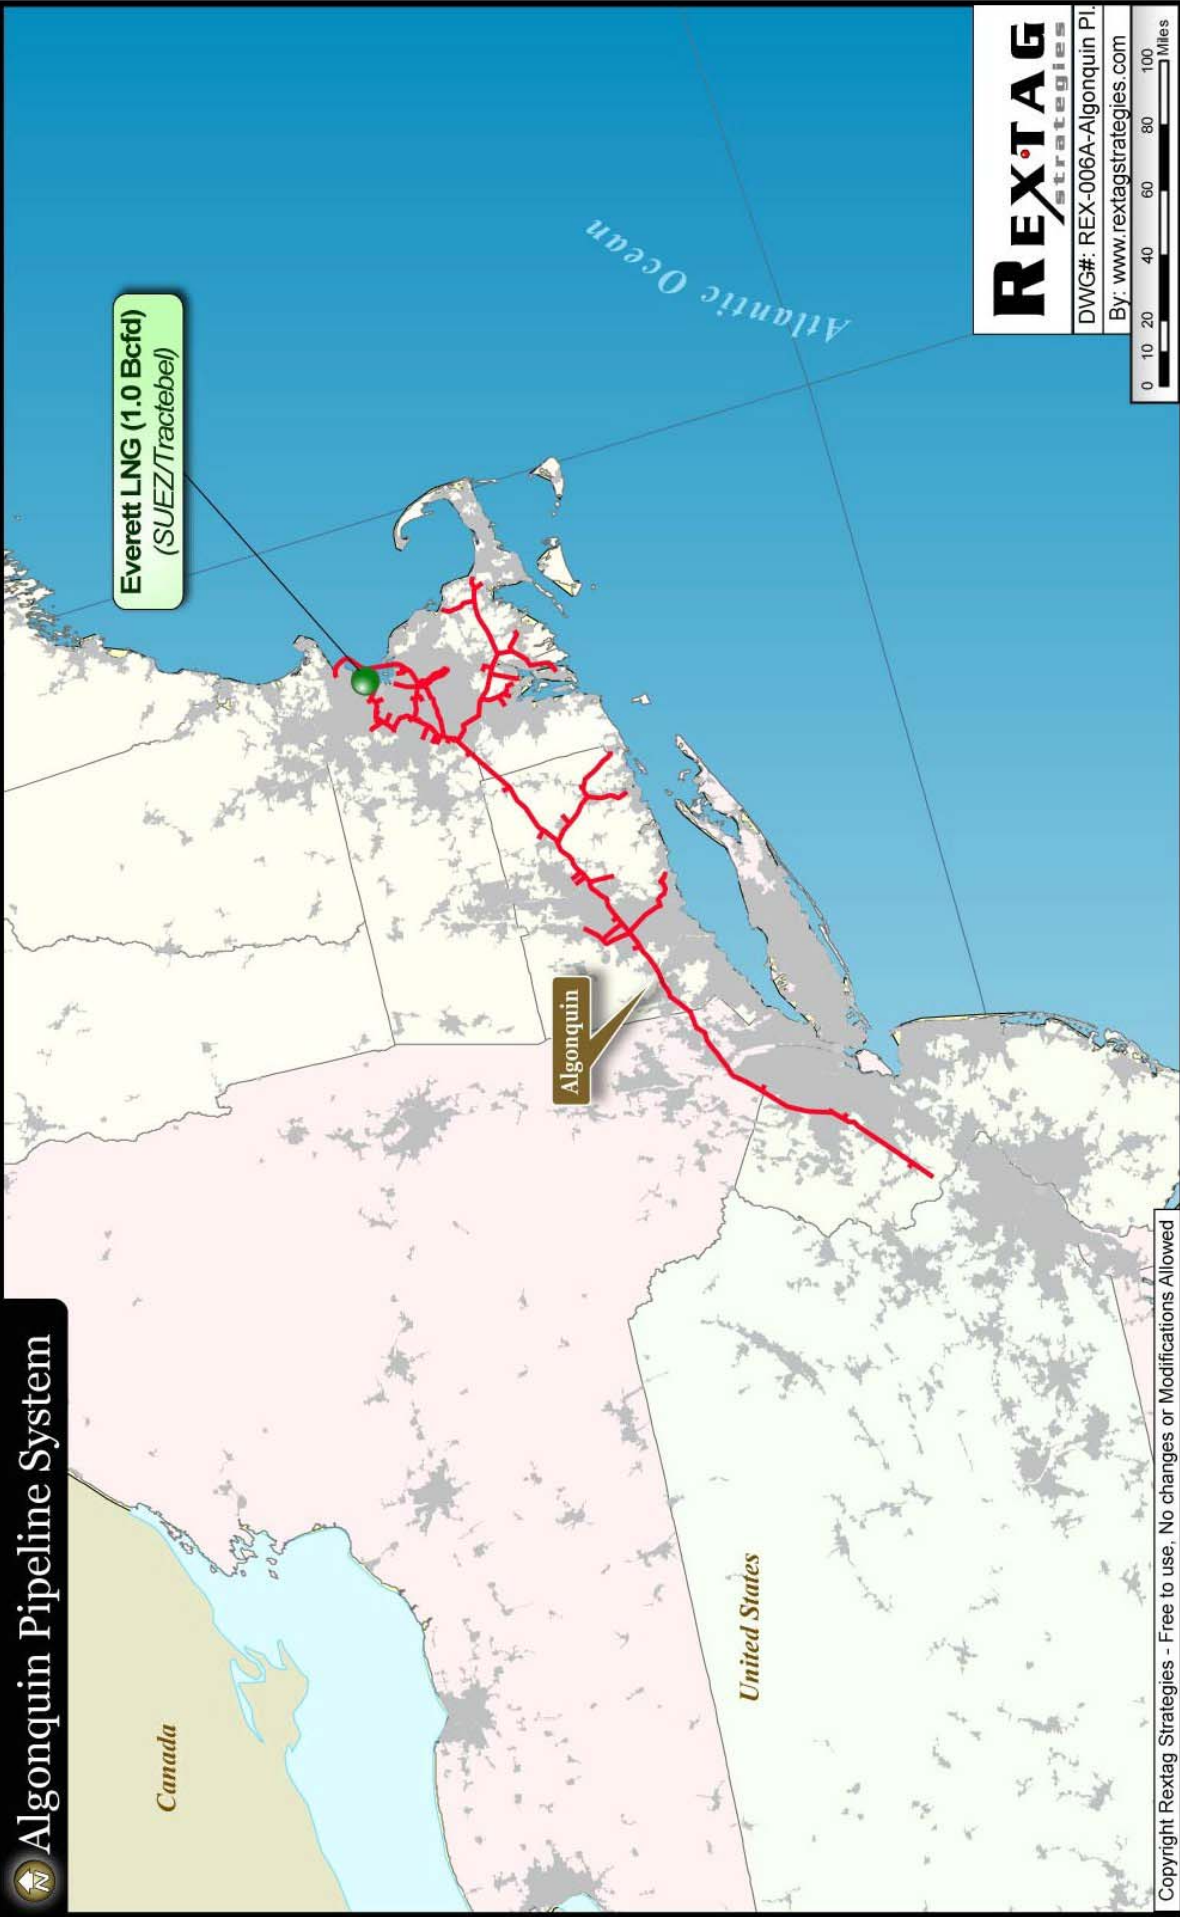 Algonquin Pipeline System
N
Canada
Everett LNG (1.0 Bcfd)
(SUEZ/Tractebel)
Algonquin
United States
Atlantic Ocean
REXTAG
strategies
DWG#: REX-006A-Algonquin Pl.
By: www.rextagstrategies.com
0 10 20 40 60 80 100
Miles
Copyright Rextag Strategies - Free to use, No changes or Modifications Allowed